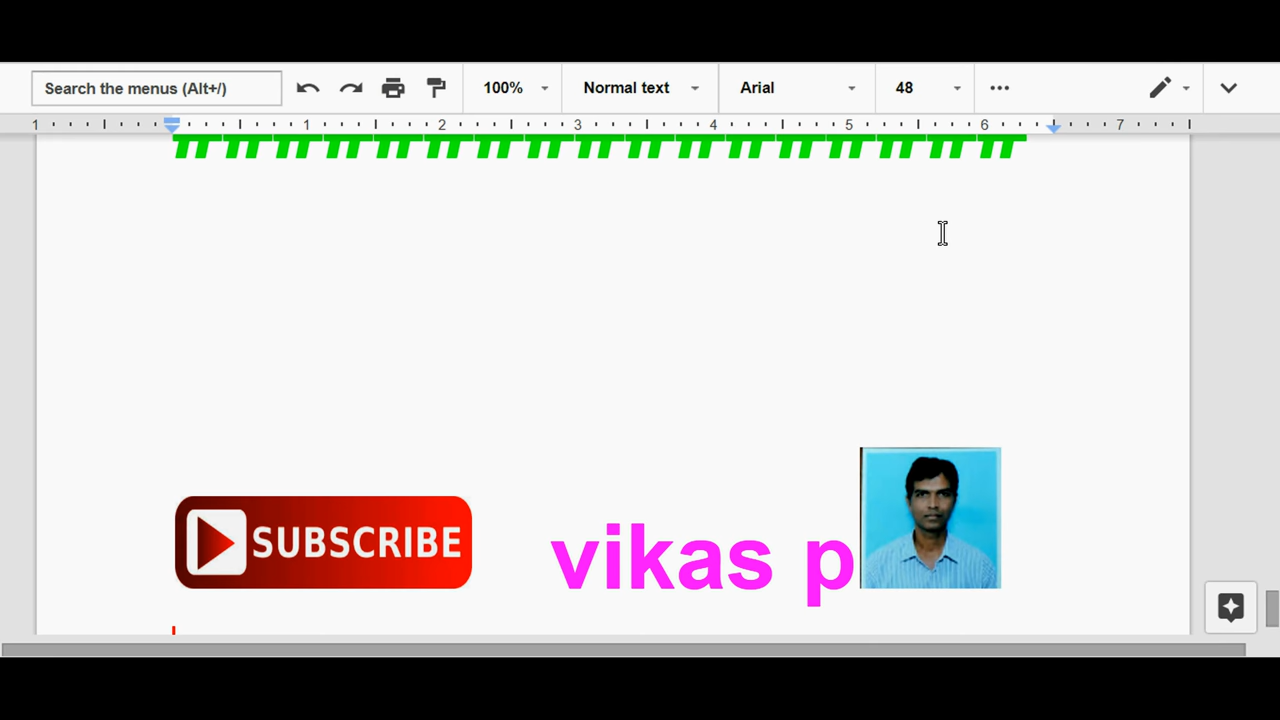 Search the menus (Alt+/) 100% Normal text Arial 48
1 1 2 3 4 5 6 7
SUBSCRIBE vikas p